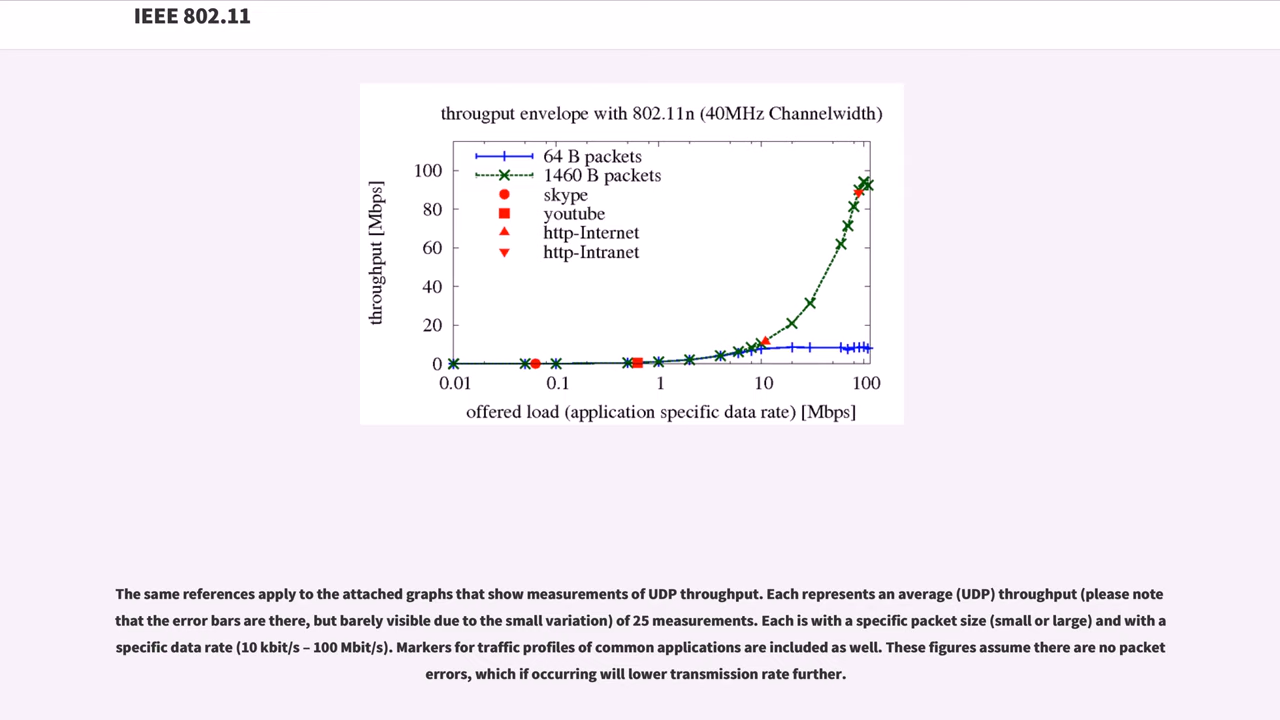 IEEE 802.11
througput envelope with 802.11n (40MHz Channelwidth)
64 B packets
1460 B packets
skype
youtube
http-Internet
http-Intranet
throughput [Mbps]
100
80
60
40
20
0
0.01 0.1 1 10 100
offered load (application specific data rate) [Mbps]
The same references apply to the attached graphs that show measurements of UDP throughput. Each represents an average (UDP) throughput (please note
that the error bars are there, but barely visible due to the small variation) of 25 measurements. Each is with a specific packet size (small or large) and with a
specific data rate (10 kbit/s – 100 Mbit/s). Markers for traffic profiles of common applications are included as well. These figures assume there are no packet
errors, which if occurring will lower transmission rate further.